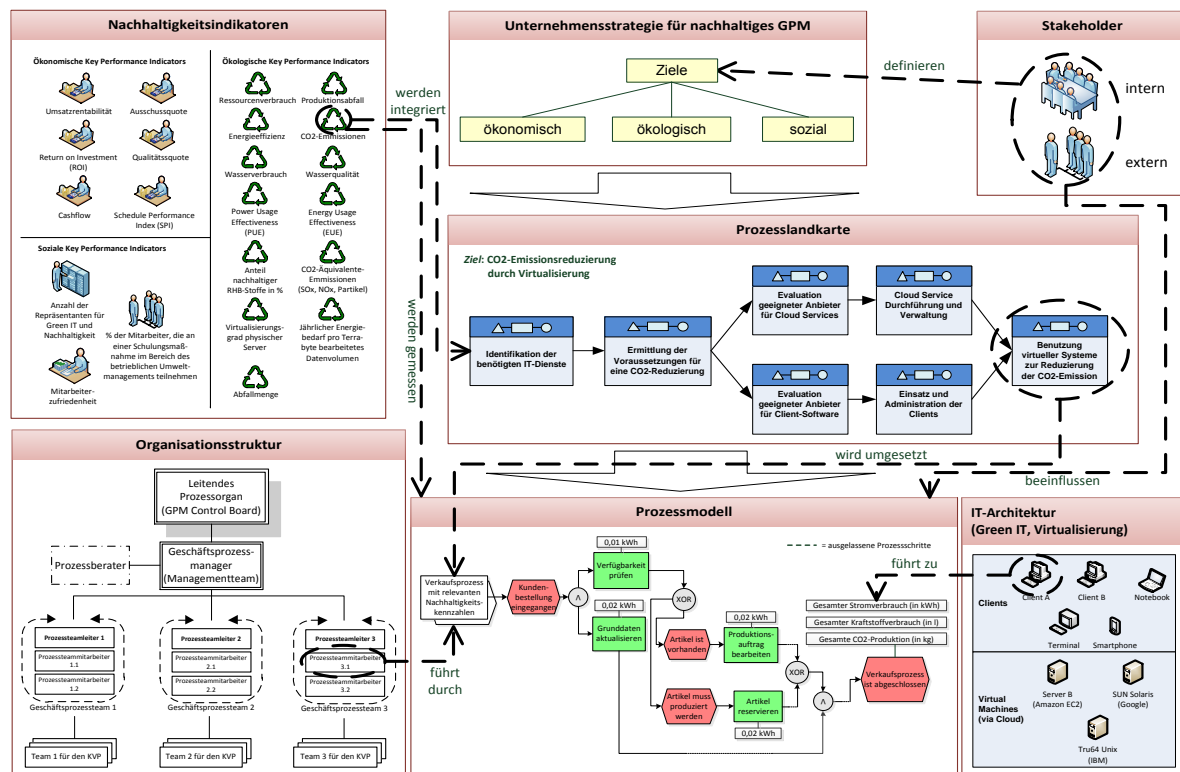 Nachhaltigkeitsindikatoren
Ökonomische Key Performance Indicators
Umsatzrentabilität
Ausschussquote
Return on Investment
(ROI)
Qualitätssquote
Cashflow
Schedule Performance
Index (SPI)
Soziale Key Performance Indicators
Anzahl der
Repräsentanten für
Green IT und
Nachhaltigkeit
% der Mitarbeiter, die an
einer Schulungsmaß-
nahme im Bereich des
betrieblichen Umwelt-
managements teilnehmen
Mitarbeiter-
zufriedenheit
Ökologische Key Performance Indicators
Ressourcenverbrauch
Produktionsabfall
Energieeffizienz
CO2-Emmissionen
Wasserverbrauch
Wasserqualität
Power Usage
Effectiveness
(PUE)
Energy Usage
Effectiveness
(EUE)
Anteil
nachhaltiger
RHB-Stoffe in %
CO2-Äquivalente-
Emmissionen
(SOx, NOx, Partikel)
Virtualisierungs-
grad physischer
Server
Jährlicher Energie-
bedarf pro Terra-
byte bearbeitetes
Datenvolumen
Abfallmenge
werden
integriert
werden gemessen
Unternehmensstrategie für nachhaltiges GPM
Ziele
ökonomisch
ökologisch
sozial
definieren
Stakeholder
intern
extern
Prozesslandkarte
Ziel: CO2-Emissionsreduzierung
durch Virtualisierung
Identifikation der
benötigten IT-Dienste
Ermittlung der
Voraussetzungen für
eine CO2-Reduzierung
Evaluation
geeigneter Anbieter
für Cloud Services
Cloud Service
Durchführung und
Verwaltung
Evaluation
geeigneter Anbieter
für Client-Software
Einsatz und
Administration der
Clients
Benutzung
virtueller Systeme
zur Reduzierung
der CO2-Emission
wird umgesetzt
beeinflussen
Organisationsstruktur
Leitendes
Prozessorgan
(GPM Control Board)
Prozessberater
Geschäftsprozess-
manager
(Managementteam)
Prozessteamleiter 1
Prozessteammitarbeiter
1.1
Prozessteammitarbeiter
1.2
Geschäftsprozessteam 1
Team 1 für den KVP
Prozessteamleiter 2
Prozessteammitarbeiter
2.1
Prozessteammitarbeiter
2.2
Geschäftsprozessteam 2
Team 2 für den KVP
Prozessteamleiter 3
Prozessteammitarbeiter
3.1
Prozessteammitarbeiter
3.2
Geschäftsprozessteam 3
Team 3 für den KVP
führt
durch
Prozessmodell
= ausgelassene Prozessschritte
Verkaufsprozess
mit relevanten
Nachhaltigkeits-
kennzahlen
Kunden-
bestellung
eingegangen
Λ
0,01 kWh
Verfügbarkeit
prüfen
0,02 kWh
Grunddaten
aktualisieren
XOR
Artikel ist
vorhanden
0,02 kWh
Produktions-
auftrag
bearbeiten
Artikel muss
produziert
werden
Artikel
reservieren
0,02 kWh
XOR
Λ
Gesamter Stromverbrauch (in kWh)
Gesamter Kraftstoffverbrauch (in l)
Gesamte CO2-Produktion (in kg)
Verkaufsprozess
ist abgeschlossen
führt zu
IT-Architektur
(Green IT, Virtualisierung)
Clients
Client A
Client B
Notebook
Terminal
Smartphone
Virtual
Machines
(via Cloud)
Server B
(Amazon EC2)
SUN Solaris
(Google)
Tru64 Unix
(IBM)